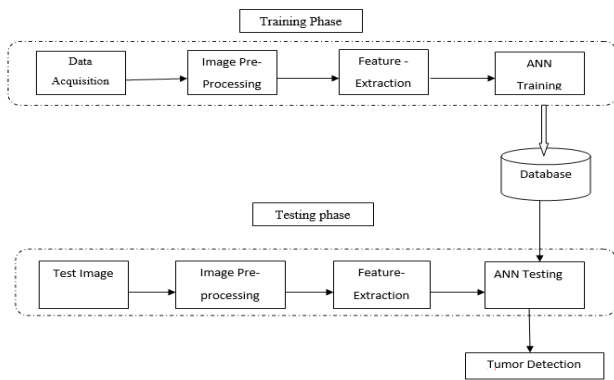 Training Phase
Data
Acquisition
Image Pre-
Processing
Feature -
Extraction
ANN
Training
Database
Testing phase
Test Image
Image Pre-
processing
Feature-
Extraction
ANN Testing
Tumor Detection